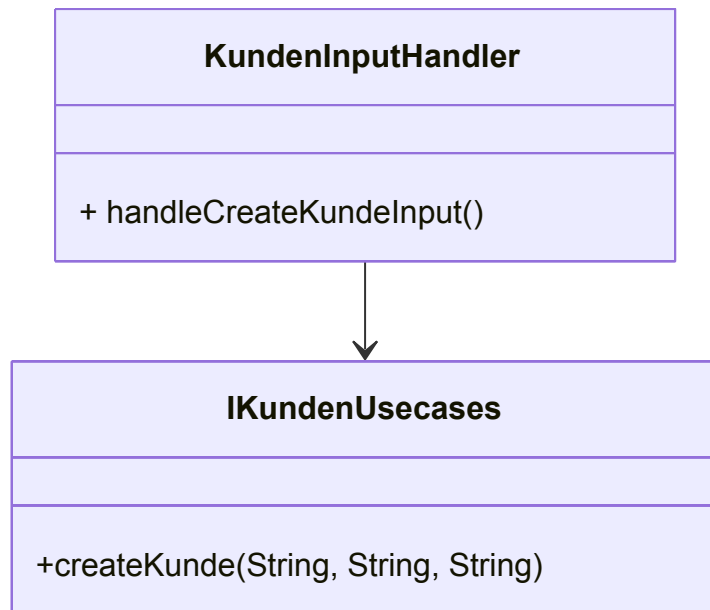 KundenInputHandler
+ handleCreateKundeInput()
IKundenUsecases
+createKunde(String, String, String)